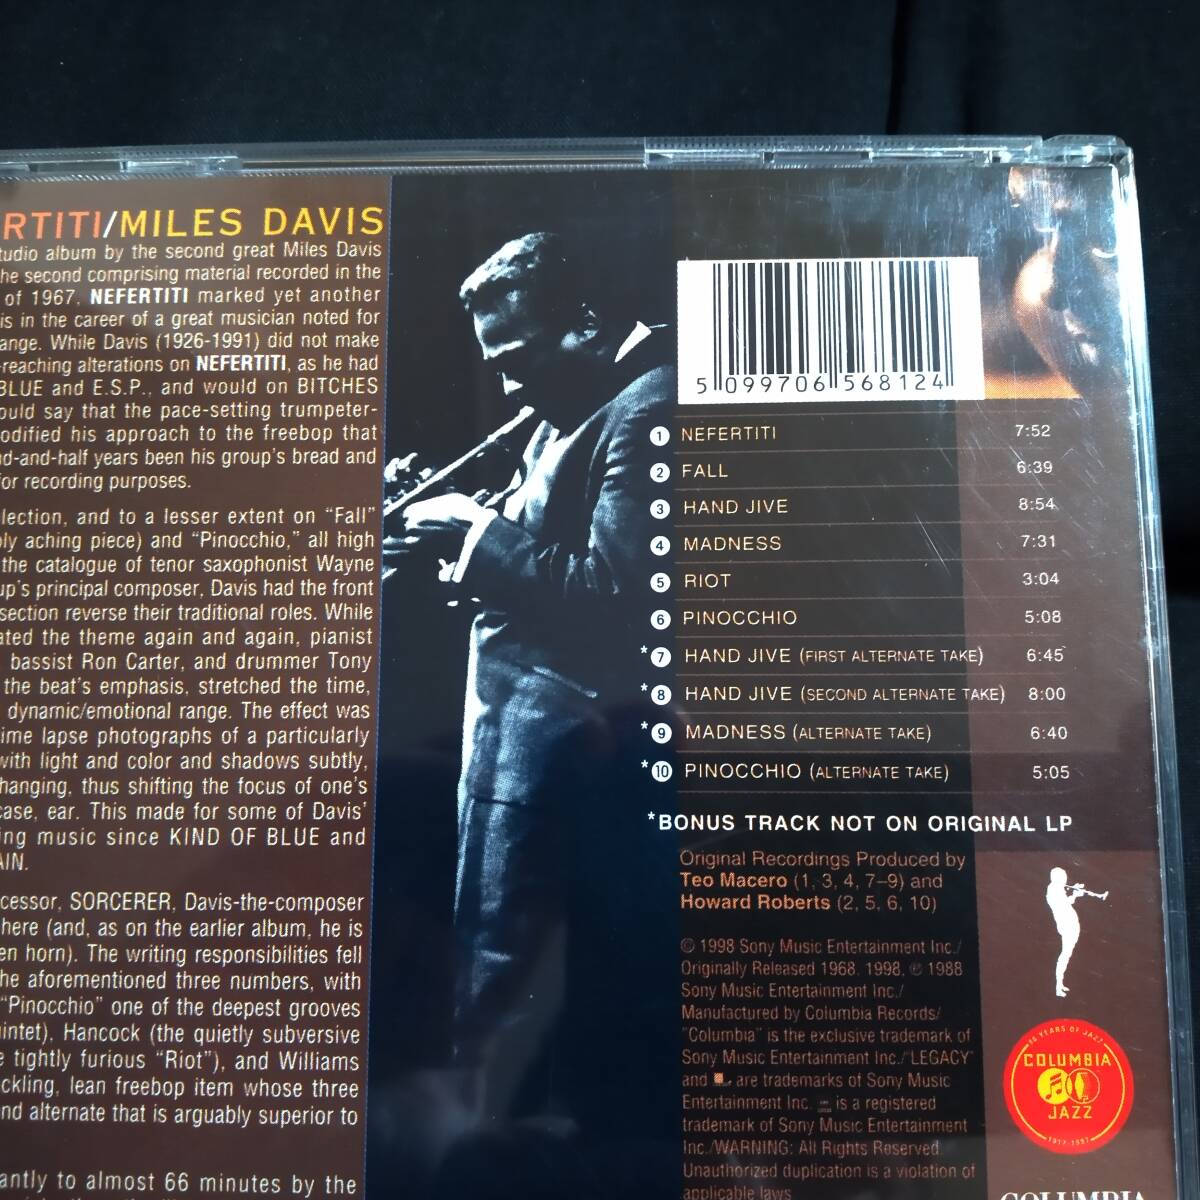 RTITI/MILES DAVIS
tudio album by the second great Miles Davis
he second comprising material recorded in the
of 1967, NEFERTITI marked yet another
is in the career of a great musician noted for
ange. While Davis (1926-1991) did not make
-reaching alterations on NEFERTITI, as he had
BLUE and E.S.P., and would on BITCHES
ould say that the pace-setting trumpeter-
odified his approach to the freebop that
nd-and-half years been his group's bread and
for recording purposes.
lection, and to a lesser extent on "Fall"
bly aching piece) and "Pinocchio," all high
the catalogue of tenor saxophonist Wayne
up's principal composer, Davis had the front
section reverse their traditional roles. While
ated the theme again and again, pianist
bassist Ron Carter, and drummer Tony
the beat's emphasis, stretched the time,
dynamic/emotional range. The effect was
ime lapse photographs of a particularly
with light and color and shadows subtly,
hanging, thus shifting the focus of one's
case, ear. This made for some of Davis'
ing music since KIND OF BLUE and
AIN.
cessor, SORCERER, Davis-the-composer
here (and, as on the earlier album, he is
en horn). The writing responsibilities fell
he aforementioned three numbers, with
"Pinocchio" one of the deepest grooves
uintet), Hancock (the quietly subversive
e tightly furious "Riot"), and Williams
ckling, lean freebop item whose three
nd alternate that is arguably superior to
antly to almost 66 minutes by the
5 099706 568124
1 NEFERTITI 7:52
2 FALL 6:39
3 HAND JIVE 8:54
4 MADNESS 7:31
5 RIOT 3:04
6 PINOCCHIO 5:08
*7 HAND JIVE (FIRST ALTERNATE TAKE) 6:45
*8 HAND JIVE (SECOND ALTERNATE TAKE) 8:00
*9 MADNESS (ALTERNATE TAKE) 6:40
*10 PINOCCHIO (ALTERNATE TAKE) 5:05
*BONUS TRACK NOT ON ORIGINAL LP
Original Recordings Produced by
Teo Macero (1, 3, 4, 7–9) and
Howard Roberts (2, 5, 6, 10)
© 1998 Sony Music Entertainment Inc./
Originally Released 1968, 1998, ℗ 1988
Sony Music Entertainment Inc./
Manufactured by Columbia Records/
"Columbia" is the exclusive trademark of
Sony Music Entertainment Inc./"LEGACY"
and are trademarks of Sony Music
Entertainment Inc. is a registered
trademark of Sony Music Entertainment
Inc./WARNING: All Rights Reserved.
Unauthorized duplication is a violation of
applicable laws
YEARS OF JAZZ
COLUMBIA
JAZZ
1917-1997
COLUMBIA